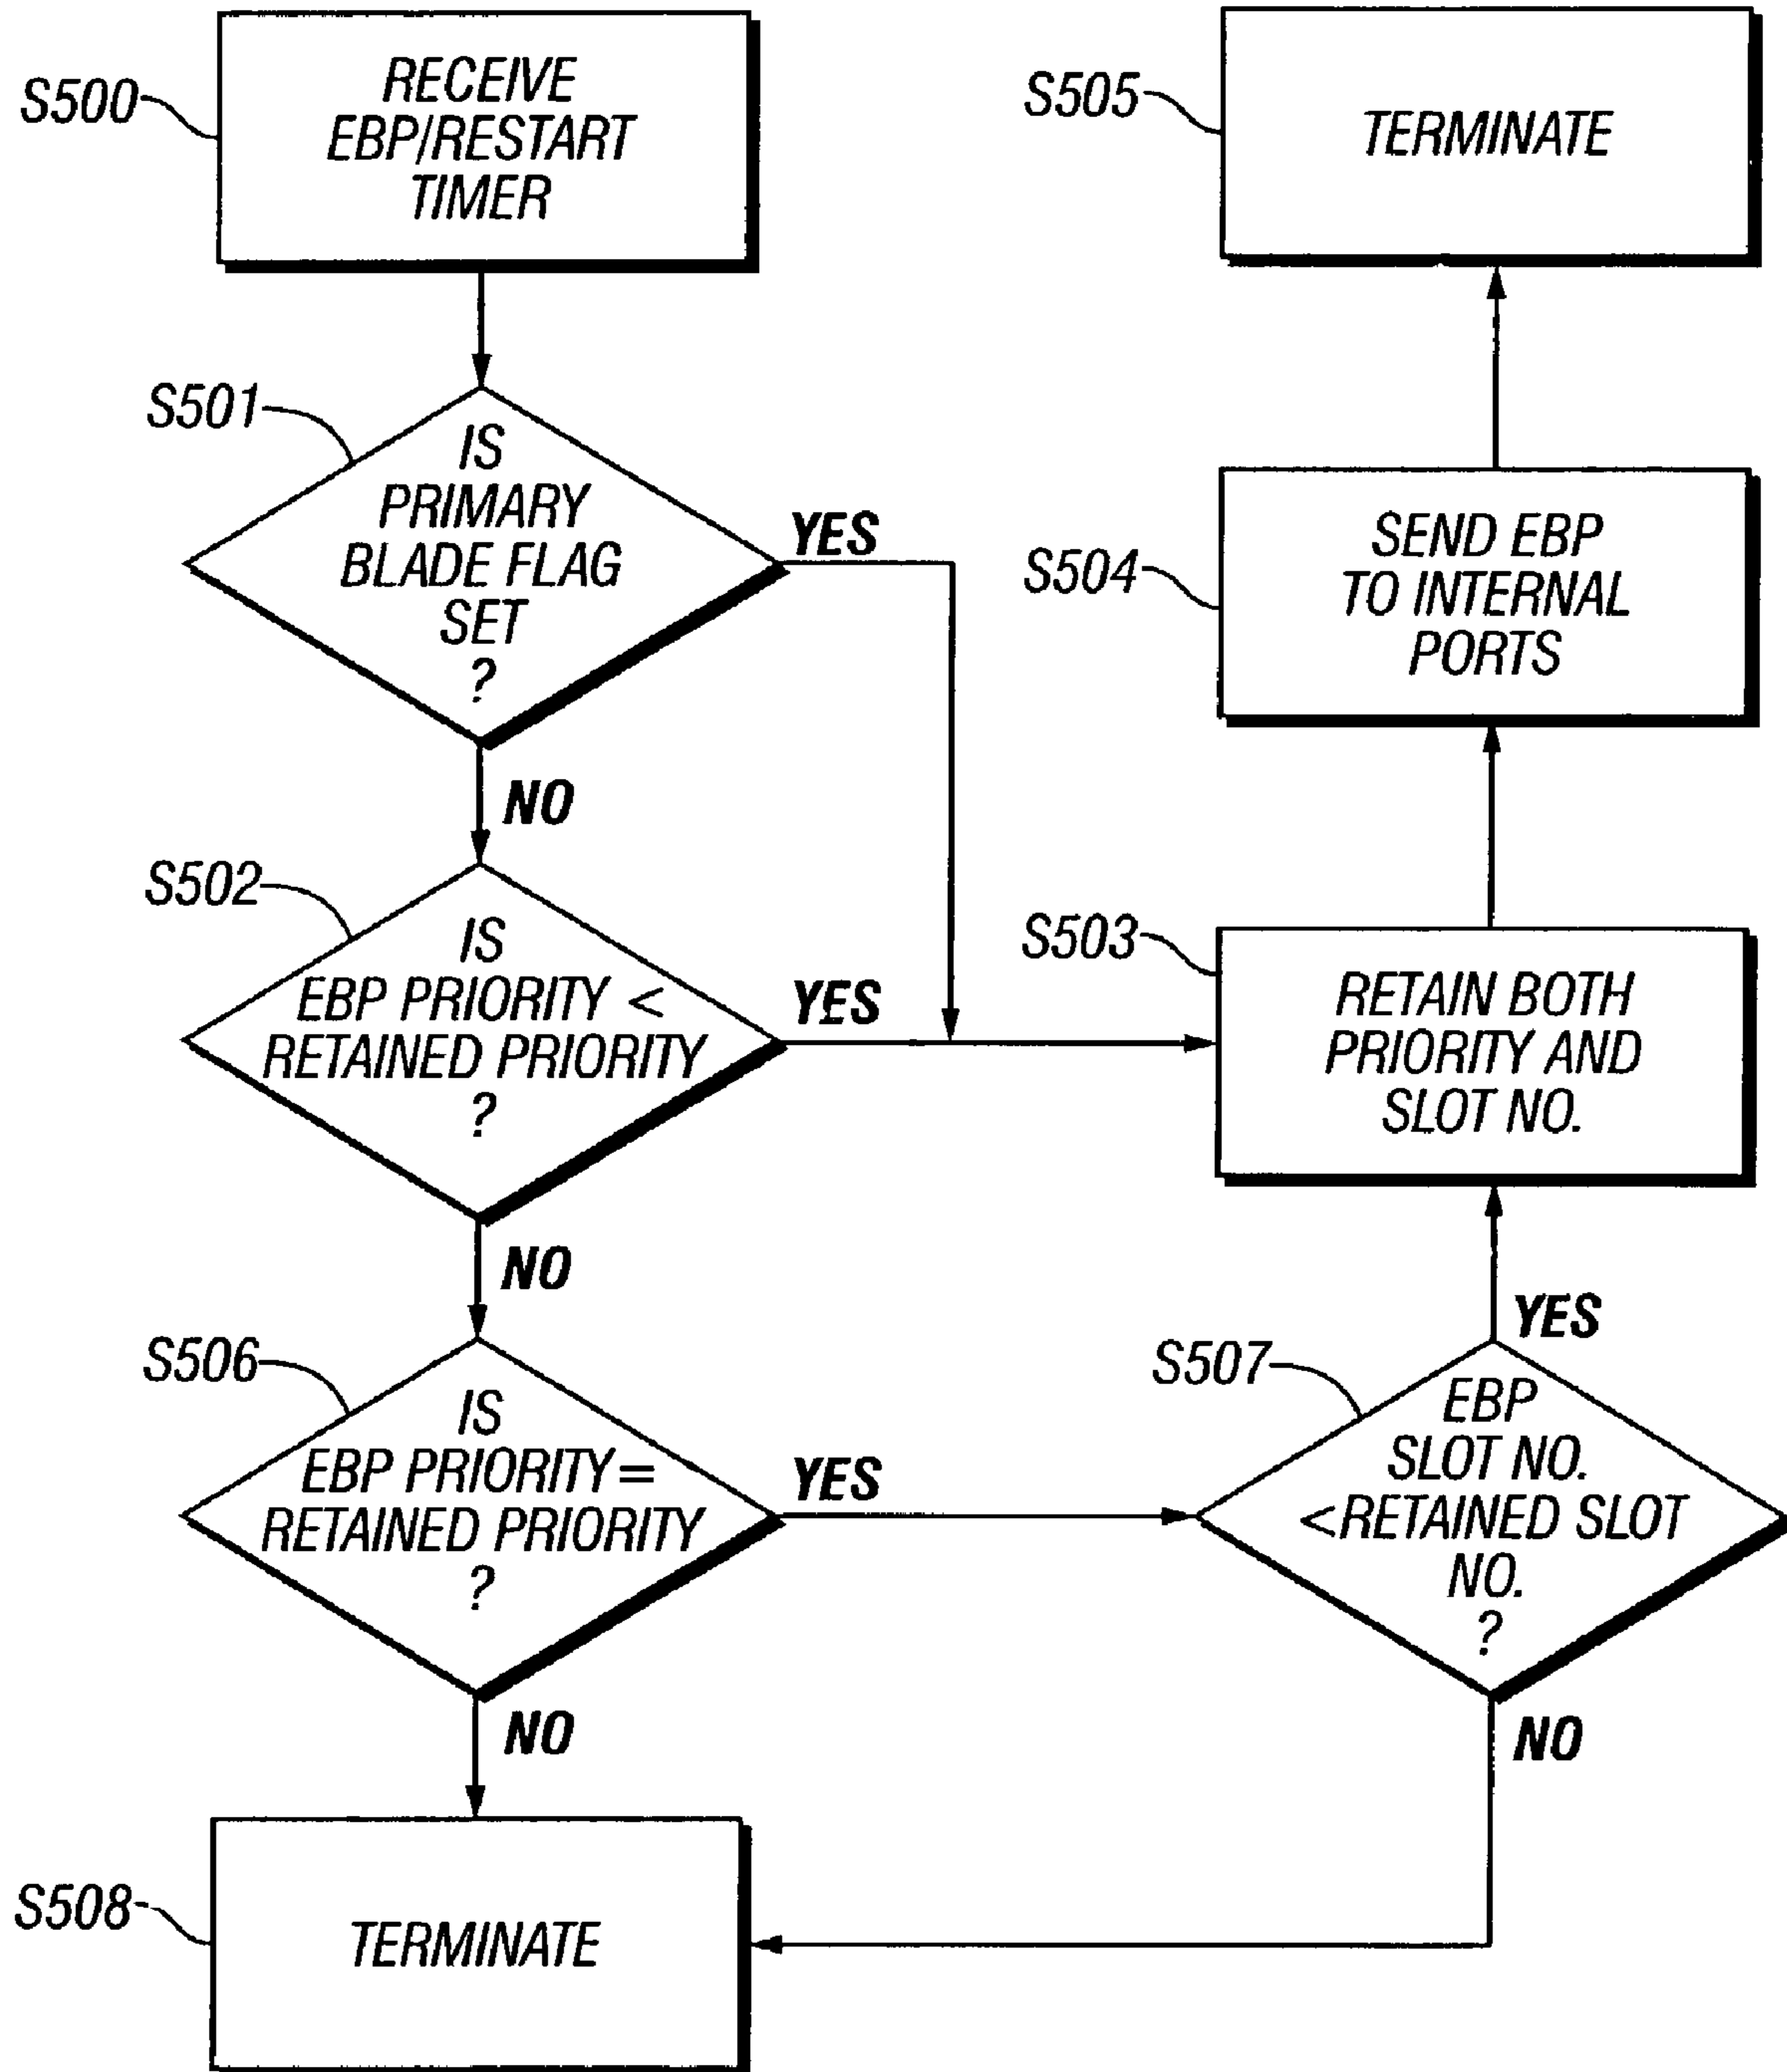 S500
RECEIVE
EBP/RESTART
TIMER
S501
IS
PRIMARY
BLADE FLAG
SET
?
YES
NO
S502
IS
EBP PRIORITY <
RETAINED PRIORITY
?
YES
NO
S506
IS
EBP PRIORITY=
RETAINED PRIORITY
?
YES
NO
S508
TERMINATE
S505
TERMINATE
S504
SEND EBP
TO INTERNAL
PORTS
S503
RETAIN BOTH
PRIORITY AND
SLOT NO.
YES
S507
EBP
SLOT NO.
<RETAINED SLOT
NO.
?
NO